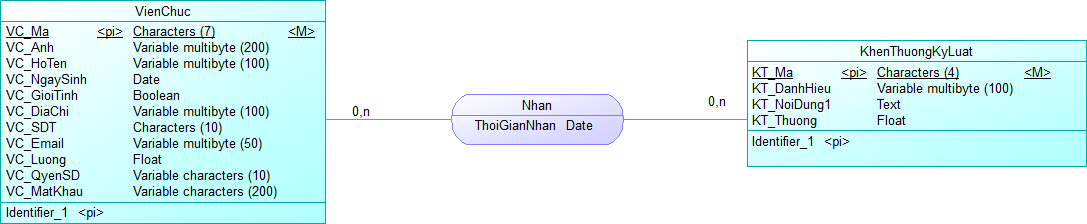 VienChuc
VC_Ma <pi> Characters (7) <M>
VC_Anh Variable multibyte (200)
VC_HoTen Variable multibyte (100)
VC_NgaySinh Date
VC_GioiTinh Boolean
VC_DiaChi Variable multibyte (100)
VC_SDT Characters (10)
VC_Email Variable multibyte (50)
VC_Luong Float
VC_QyenSD Variable characters (10)
VC_MatKhau Variable characters (200)
Identifier_1 <pi>
0,n
Nhan
ThoiGianNhan Date
0,n
KhenThuongKyLuat
KT_Ma <pi> Characters (4) <M>
KT_DanhHieu Variable multibyte (100)
KT_NoiDung1 Text
KT_Thuong Float
Identifier_1 <pi>